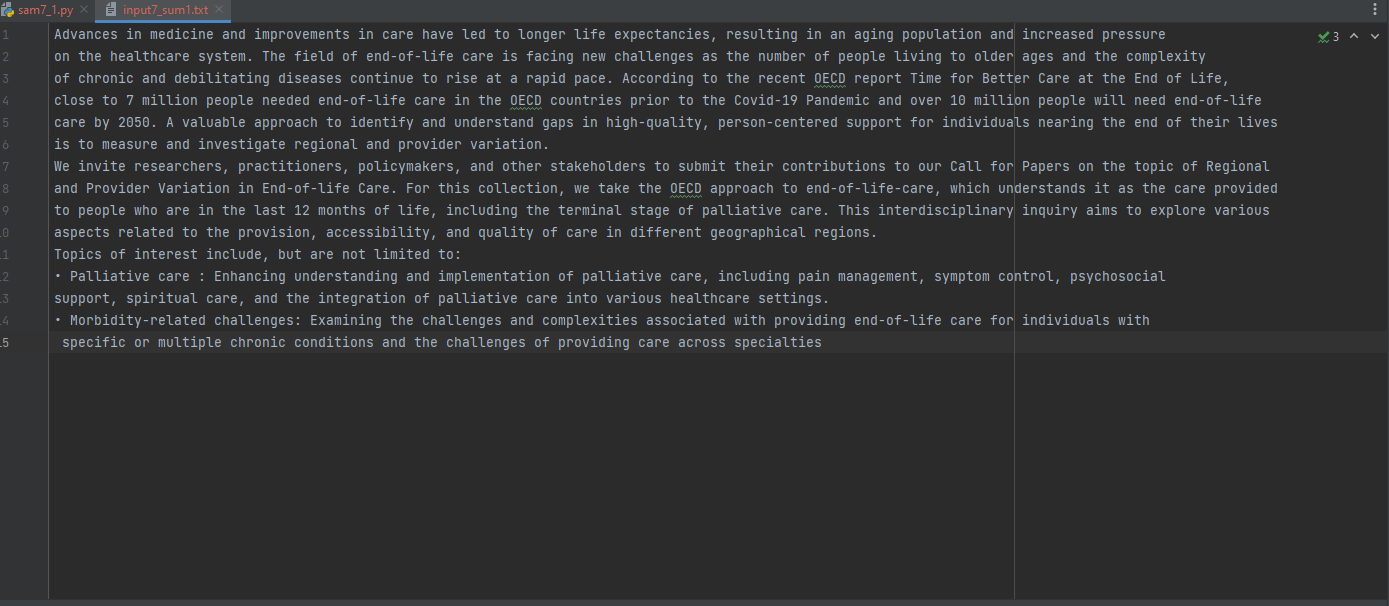 sam7_1.py input7_sum1.txt
3
1 Advances in medicine and improvements in care have led to longer life expectancies, resulting in an aging population and increased pressure
2 on the healthcare system. The field of end-of-life care is facing new challenges as the number of people living to older ages and the complexity
3 of chronic and debilitating diseases continue to rise at a rapid pace. According to the recent OECD report Time for Better Care at the End of Life,
4 close to 7 million people needed end-of-life care in the OECD countries prior to the Covid-19 Pandemic and over 10 million people will need end-of-life
5 care by 2050. A valuable approach to identify and understand gaps in high-quality, person-centered support for individuals nearing the end of their lives
6 is to measure and investigate regional and provider variation.
7 We invite researchers, practitioners, policymakers, and other stakeholders to submit their contributions to our Call for Papers on the topic of Regional
8 and Provider Variation in End-of-life Care. For this collection, we take the OECD approach to end-of-life-care, which understands it as the care provided
9 to people who are in the last 12 months of life, including the terminal stage of palliative care. This interdisciplinary inquiry aims to explore various
10 aspects related to the provision, accessibility, and quality of care in different geographical regions.
11 Topics of interest include, but are not limited to:
12 • Palliative care : Enhancing understanding and implementation of palliative care, including pain management, symptom control, psychosocial
13 support, spiritual care, and the integration of palliative care into various healthcare settings.
14 • Morbidity-related challenges: Examining the challenges and complexities associated with providing end-of-life care for individuals with
15 specific or multiple chronic conditions and the challenges of providing care across specialties